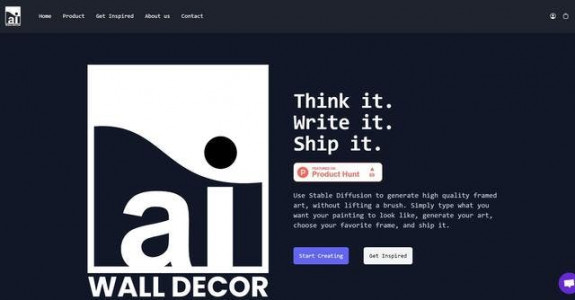 ai
Home Product Get Inspired About us Contact
ai
WALL DECOR
Think it.
Write it.
Ship it.
FEATURED ON
Product Hunt
Use Stable Diffusion to generate high quality framed
art, without lifting a brush. Simply type what you
want your painting to look like, generate your art,
choose your favorite frame, and ship it.
Start Creating Get Inspired